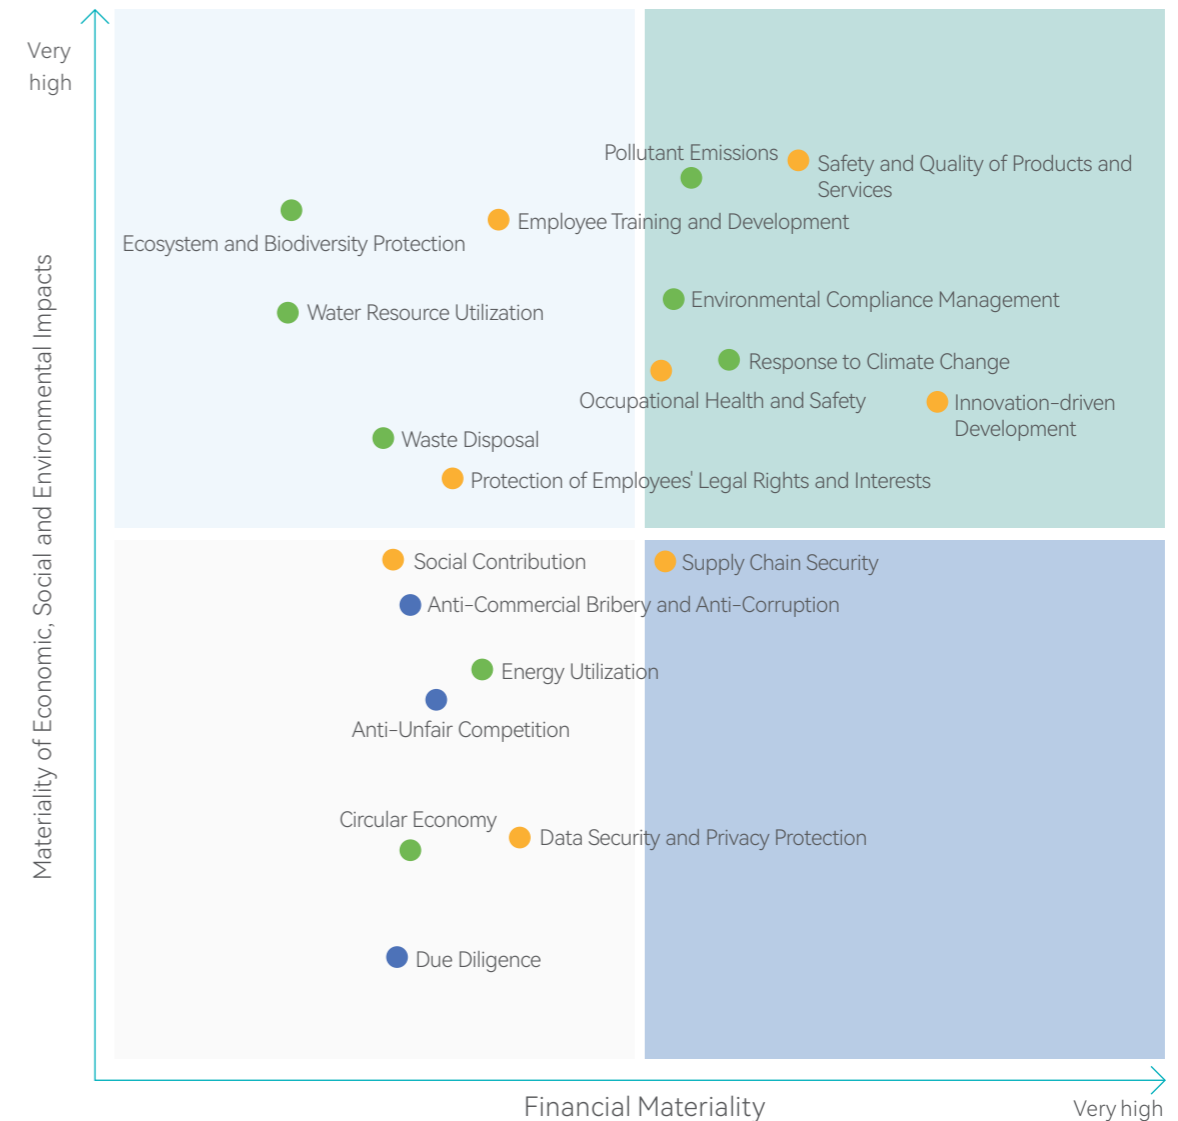 Very
high
Materiality of Economic, Social and Environmental Impacts
Pollutant Emissions
Safety and Quality of Products and
Services
Employee Training and Development
Ecosystem and Biodiversity Protection
Environmental Compliance Management
Water Resource Utilization
Response to Climate Change
Occupational Health and Safety
Innovation-driven
Development
Waste Disposal
Protection of Employees' Legal Rights and Interests
Social Contribution
Supply Chain Security
Anti-Commercial Bribery and Anti-Corruption
Energy Utilization
Anti-Unfair Competition
Circular Economy
Data Security and Privacy Protection
Due Diligence
Financial Materiality
Very high